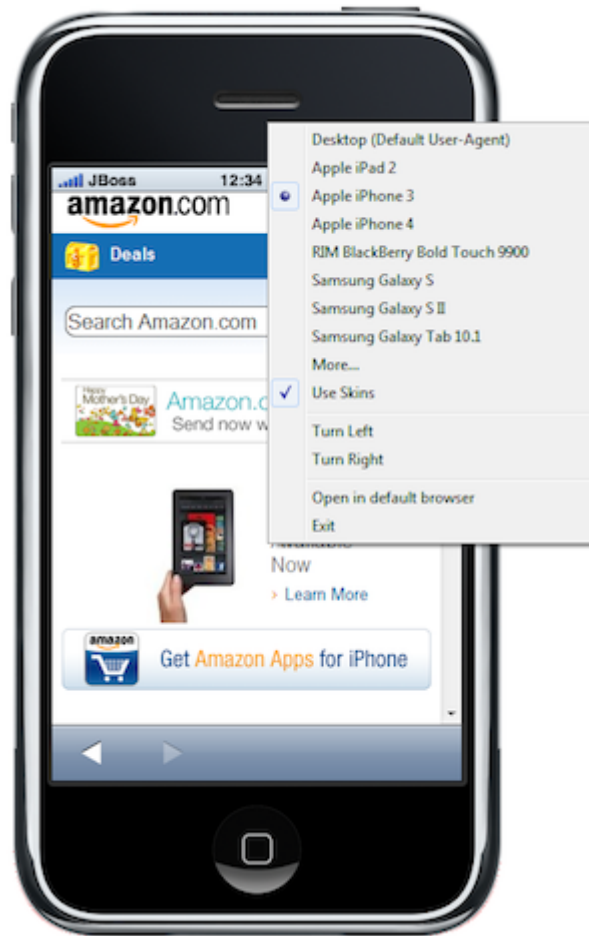 JBoss 12:34
amazon.com
Deals
Search Amazon.com
Happy
Mother's Day
Amazon.c
Send now w
Available
Now
› Learn More
amazon
Get Amazon Apps for iPhone
Desktop (Default User-Agent)
Apple iPad 2
Apple iPhone 3
Apple iPhone 4
RIM BlackBerry Bold Touch 9900
Samsung Galaxy S
Samsung Galaxy S II
Samsung Galaxy Tab 10.1
More...
Use Skins
Turn Left
Turn Right
Open in default browser
Exit